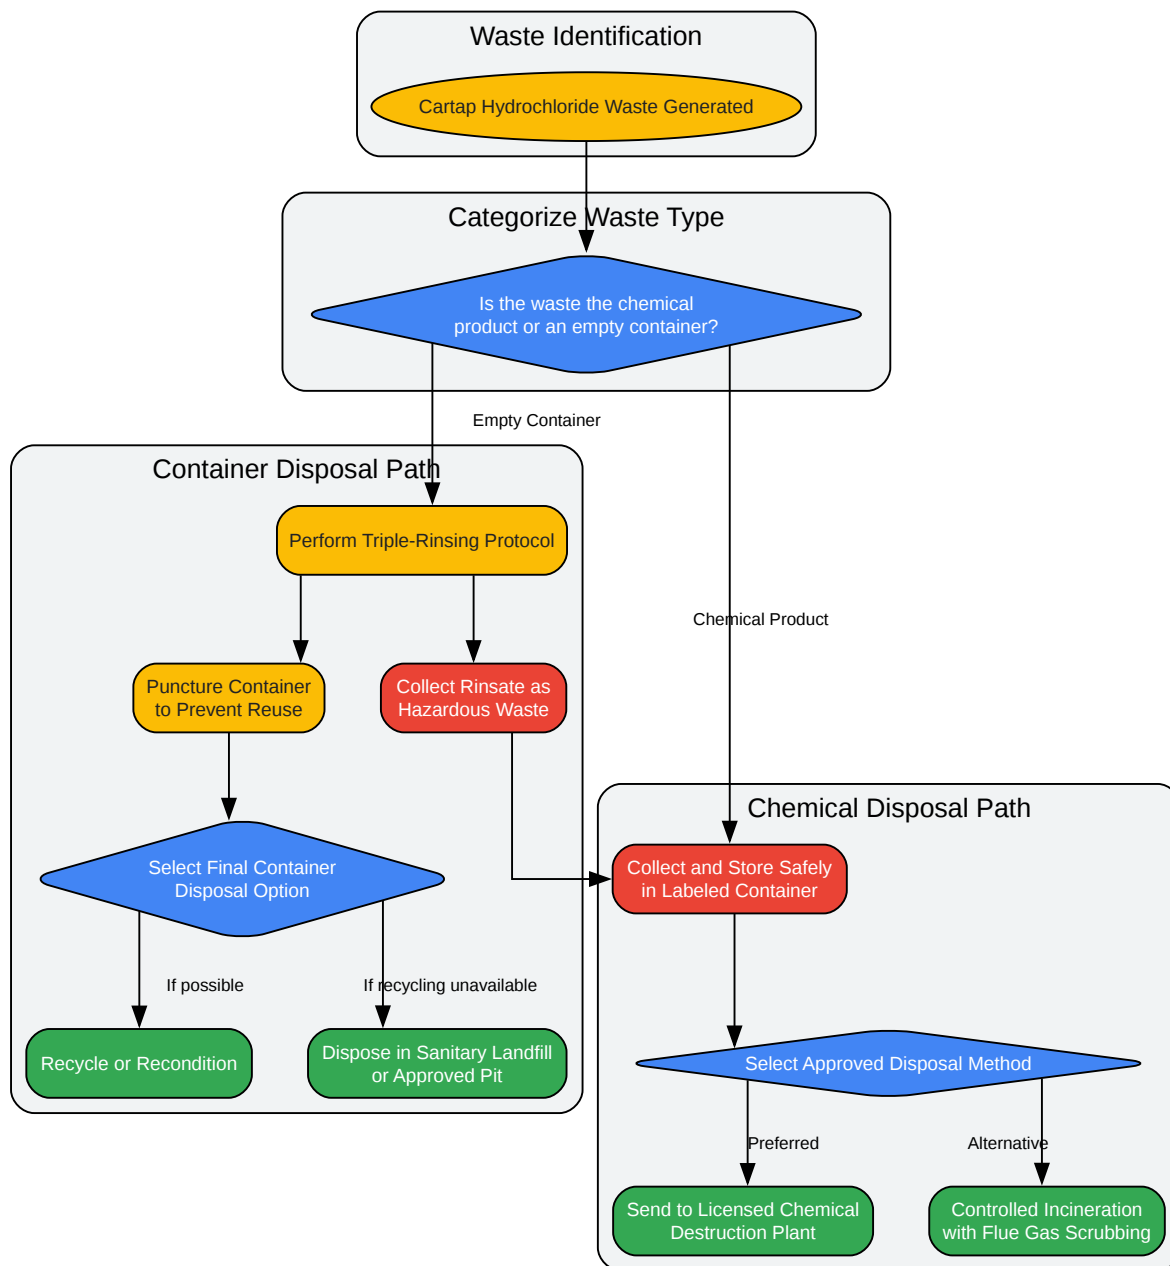 Waste Identification
Cartap Hydrochloride Waste Generated
Categorize Waste Type
Is the waste the chemical
product or an empty container?
Empty Container
Container Disposal Path
Perform Triple-Rinsing Protocol
Chemical Product
Puncture Container
to Prevent Reuse
Collect Rinsate as
Hazardous Waste
Chemical Disposal Path
Select Final Container
Disposal Option
Collect and Store Safely
in Labeled Container
If possible
If recycling unavailable
Recycle or Recondition
Dispose in Sanitary Landfill
or Approved Pit
Select Approved Disposal Method
Preferred
Alternative
Send to Licensed Chemical
Destruction Plant
Controlled Incineration
with Flue Gas Scrubbing